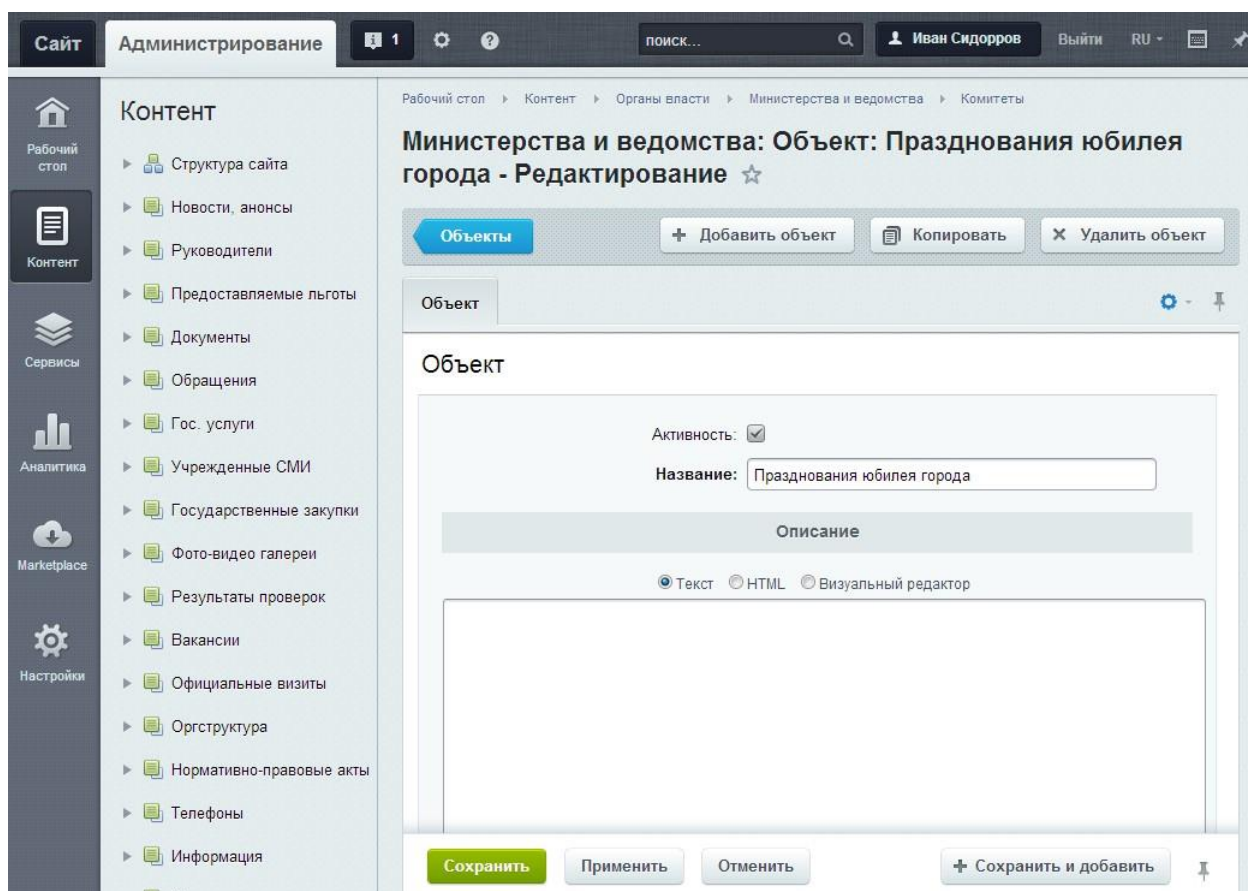 Сайт
Администрирование
1
поиск...
Иван Сидорров
Выйти
RU
Рабочий
стол
Контент
Сервисы
Аналитика
Marketplace
Настройки
Контент
Структура сайта
Новости, анонсы
Руководители
Предоставляемые льготы
Документы
Обращения
Гос. услуги
Учрежденные СМИ
Государственные закупки
Фото-видео галереи
Результаты проверок
Вакансии
Официальные визиты
Оргструктура
Нормативно-правовые акты
Телефоны
Информация
Рабочий стол Контент Органы власти Министерства и ведомства Комитеты
Министерства и ведомства: Объект: Празднования юбилея
города - Редактирование
Объекты
+ Добавить объект
Копировать
Удалить объект
Объект
Объект
Активность:
Название: Празднования юбилея города
Описание
Текст HTML Визуальный редактор
Сохранить
Применить
Отменить
+ Сохранить и добавить